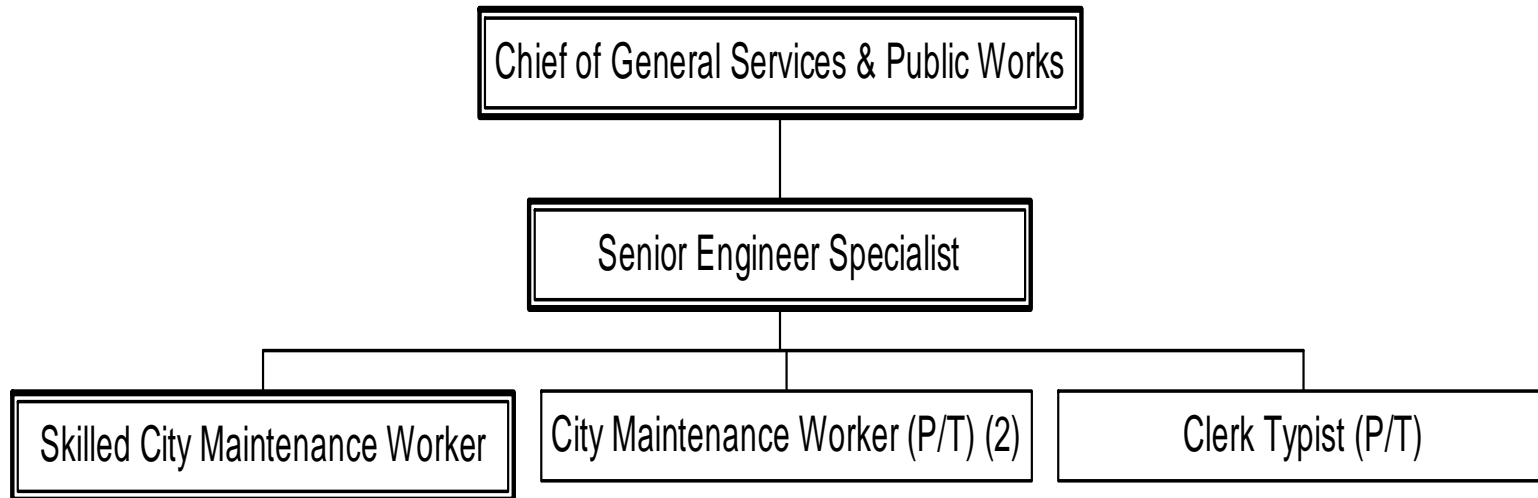 Chief of General Services & Public Works
Senior Engineer Specialist
Skilled City Maintenance Worker
City Maintenance Worker (P/T) (2)
Clerk Typist (P/T)